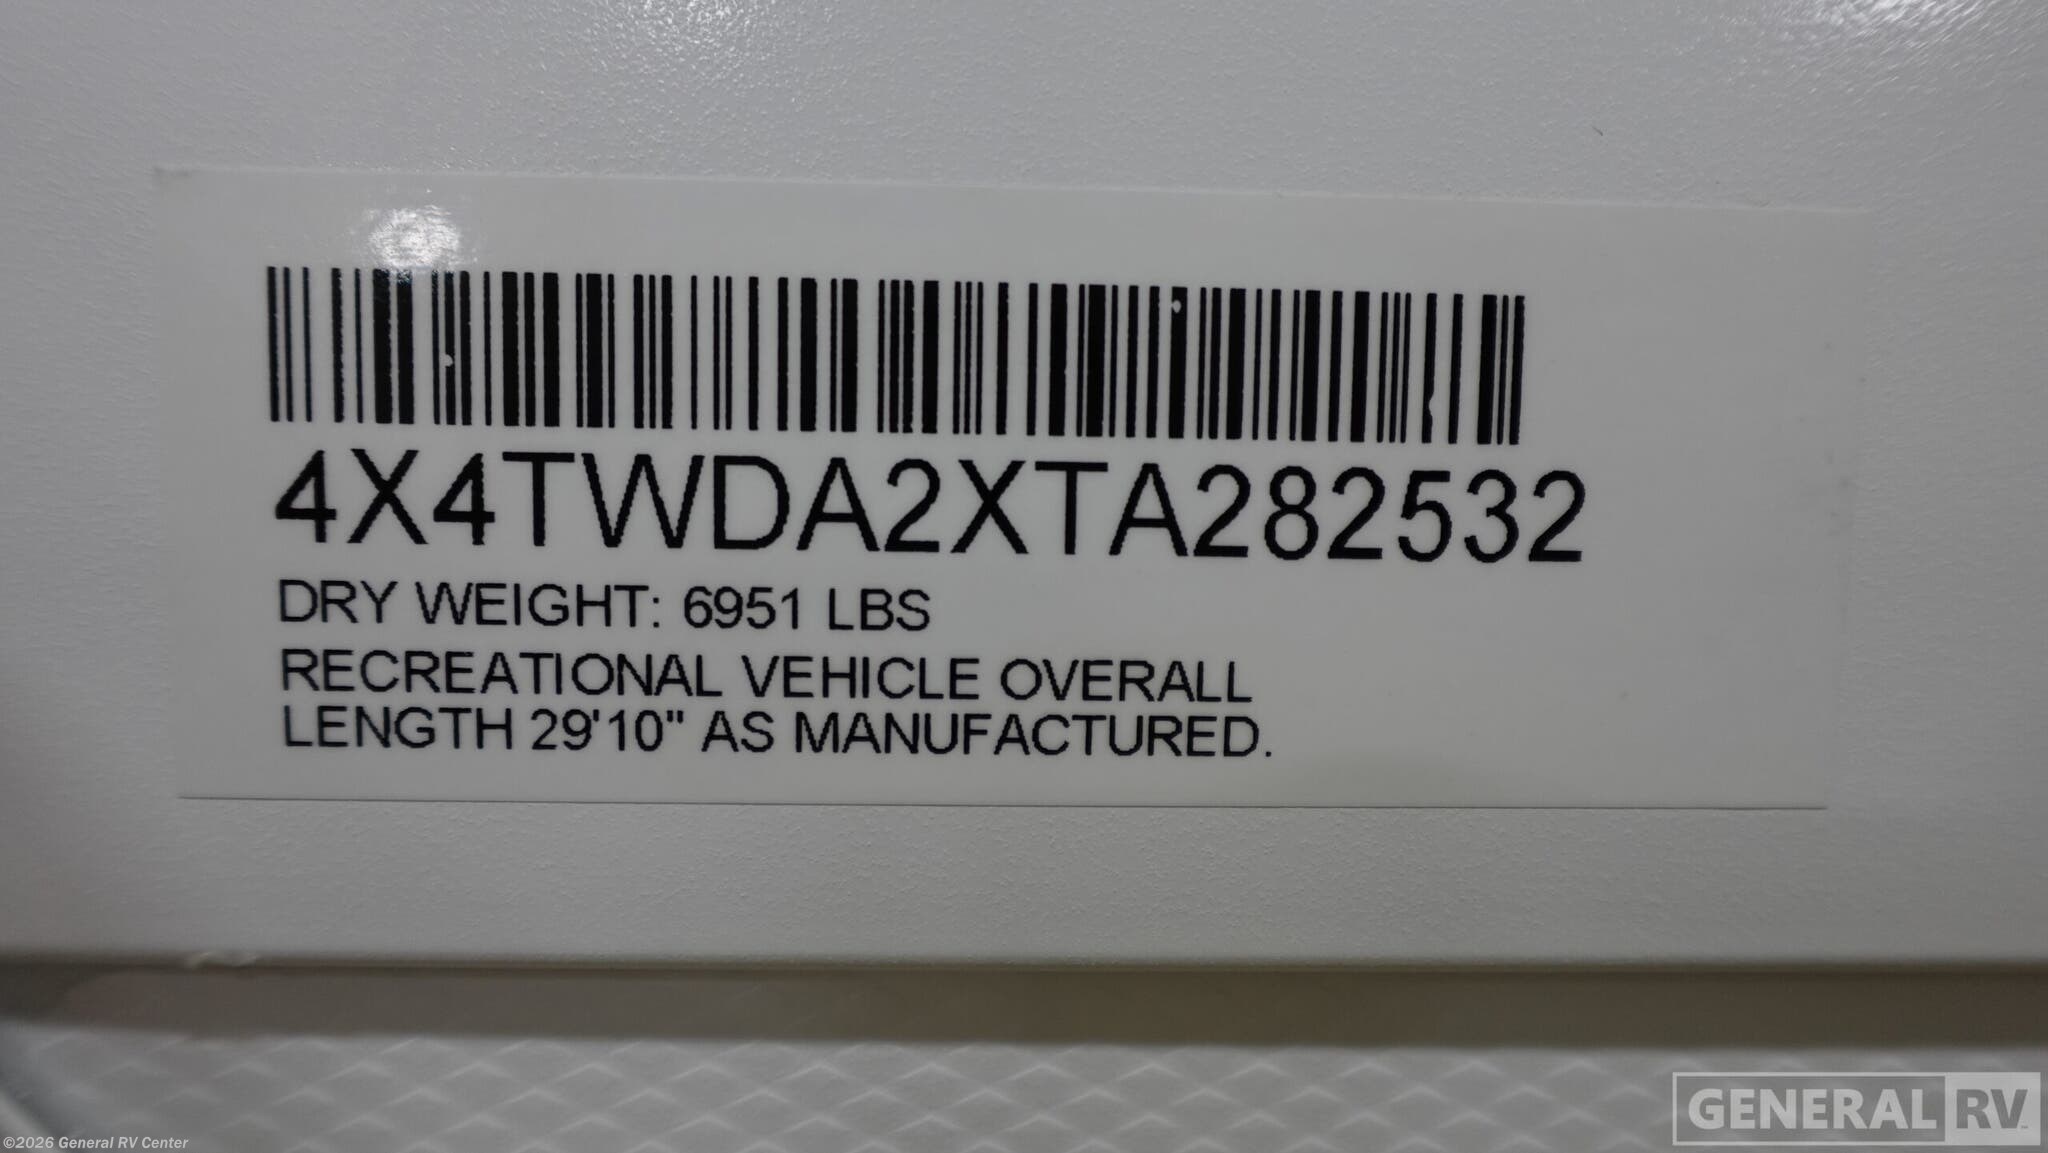 4X4TWDA2XTA282532
DRY WEIGHT: 6951 LBS
RECREATIONAL VEHICLE OVERALL
LENGTH 29'10" AS MANUFACTURED.
GENERAL RV
©2026 General RV Center